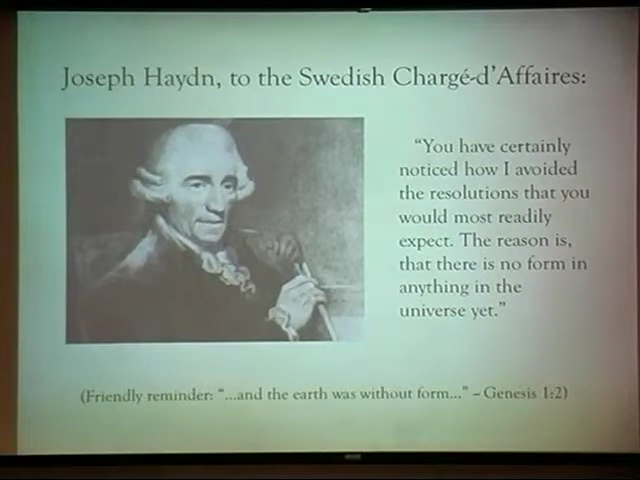 Joseph Haydn, to the Swedish Chargé-d'Affaires:
"You have certainly
noticed how I avoided
the resolutions that you
would most readily
expect. The reason is,
that there is no form in
anything in the
universe yet."
(Friendly reminder: "...and the earth was without form..." – Genesis 1:2)